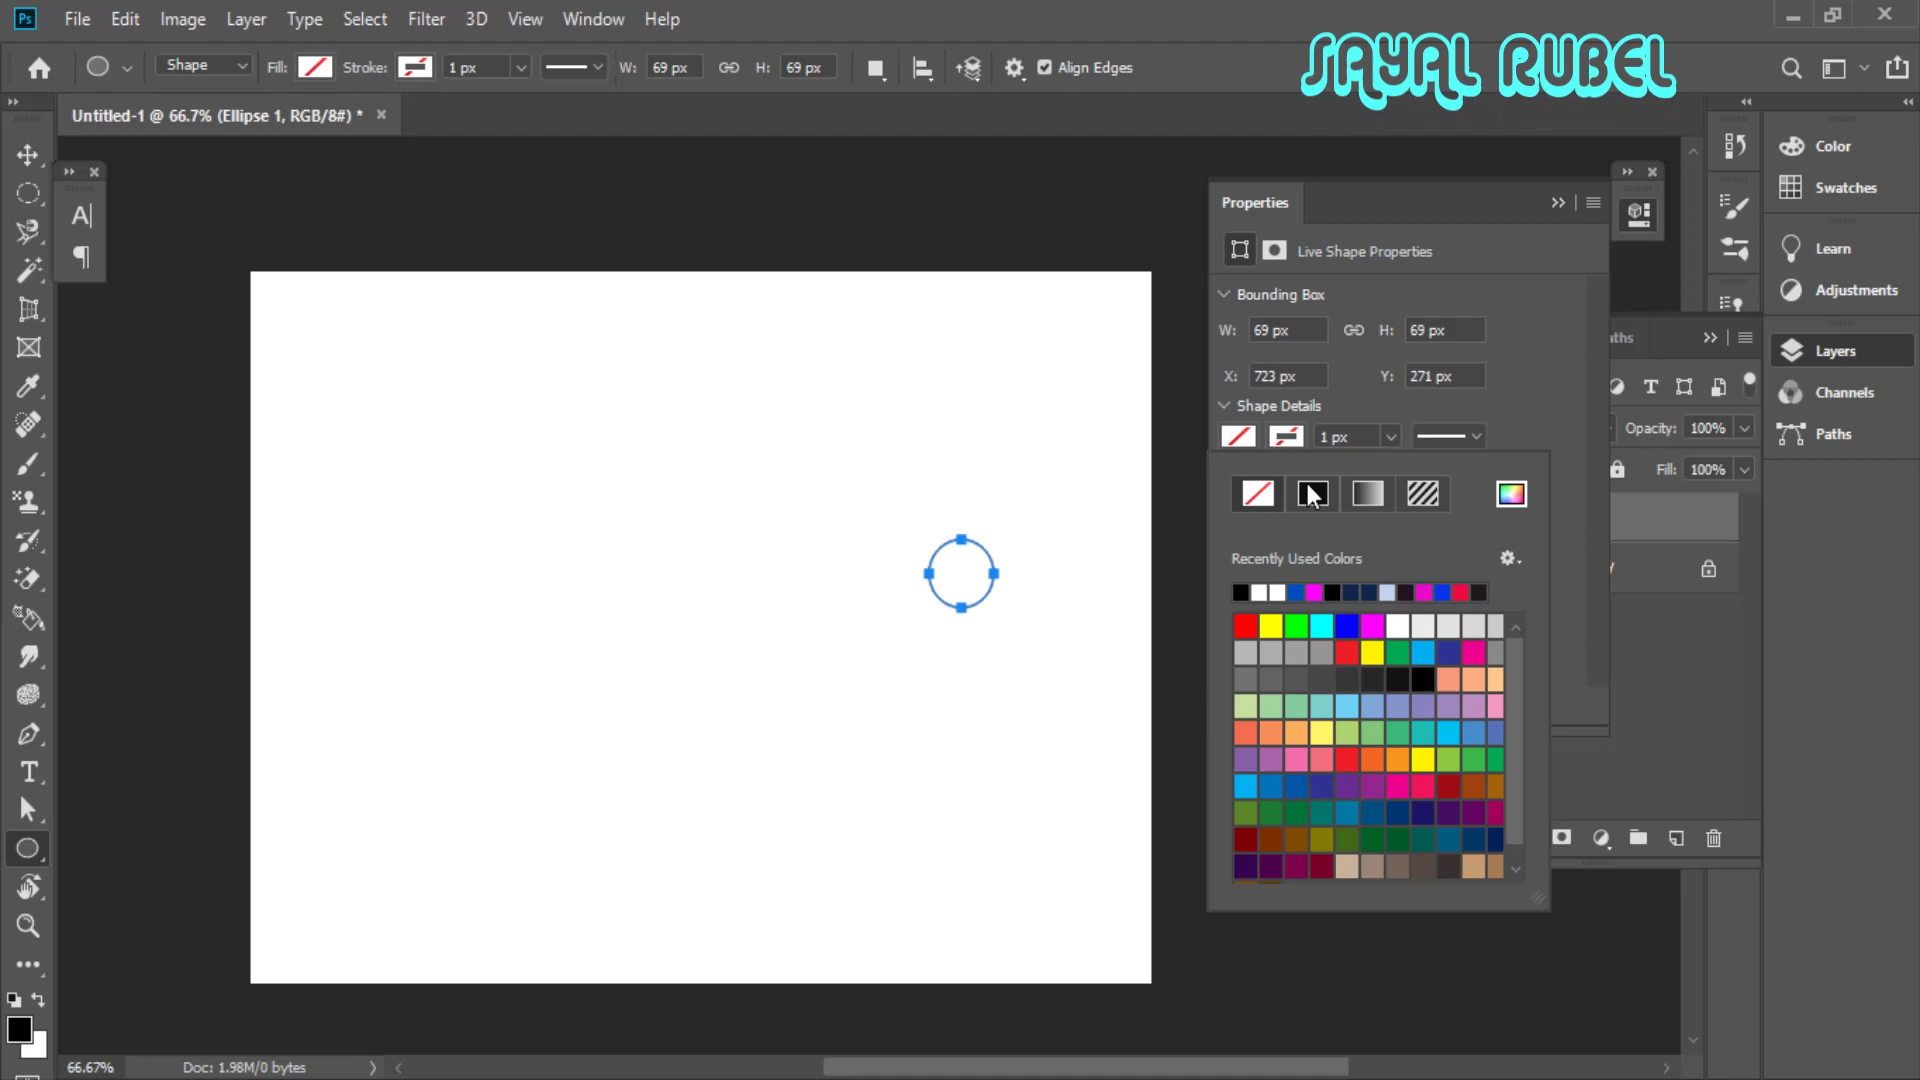 Ps File Edit Image Layer Type Select Filter 3D View Window Help
Shape Fill: Stroke: 1 px W: 69 px H: 69 px Align Edges
SAYAL RUBEL
Untitled-1 @ 66.7% (Ellipse 1, RGB/8#) *
A
¶
T
Properties
Live Shape Properties
Bounding Box
W: 69 px H: 69 px
X: 723 px Y: 271 px
Shape Details
1 px
Recently Used Colors
Color
Swatches
Learn
Adjustments
Layers
Channels
Paths
T
Opacity: 100%
Fill: 100%
66.67% Doc: 1.98M/0 bytes